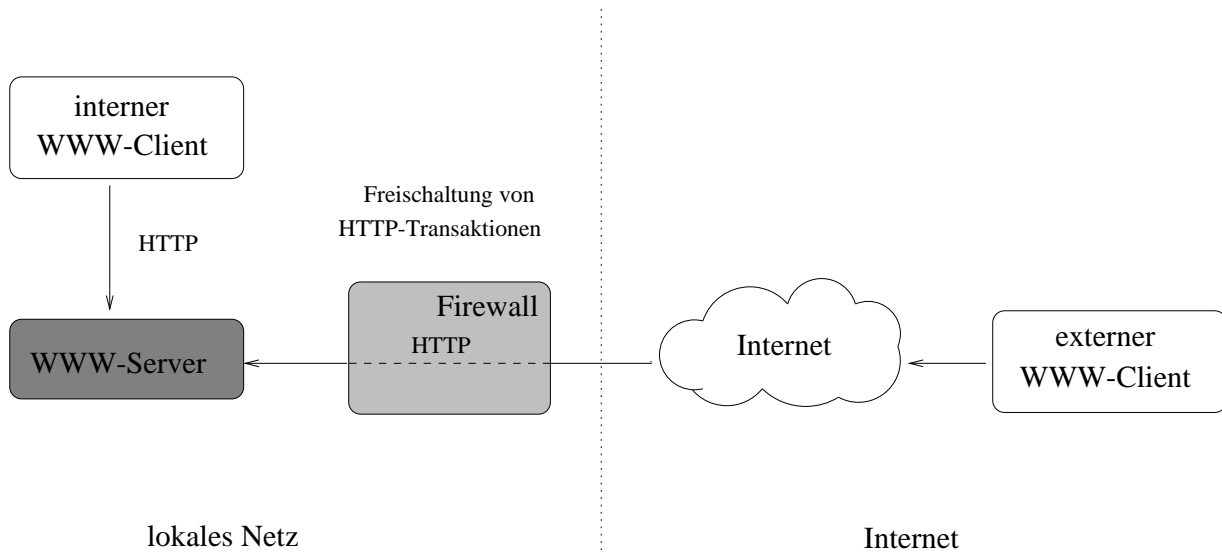 interner
WWW-Client
HTTP
WWW-Server
Freischaltung von
HTTP-Transaktionen
Firewall
HTTP
Internet
externer
WWW-Client
lokales Netz
Internet